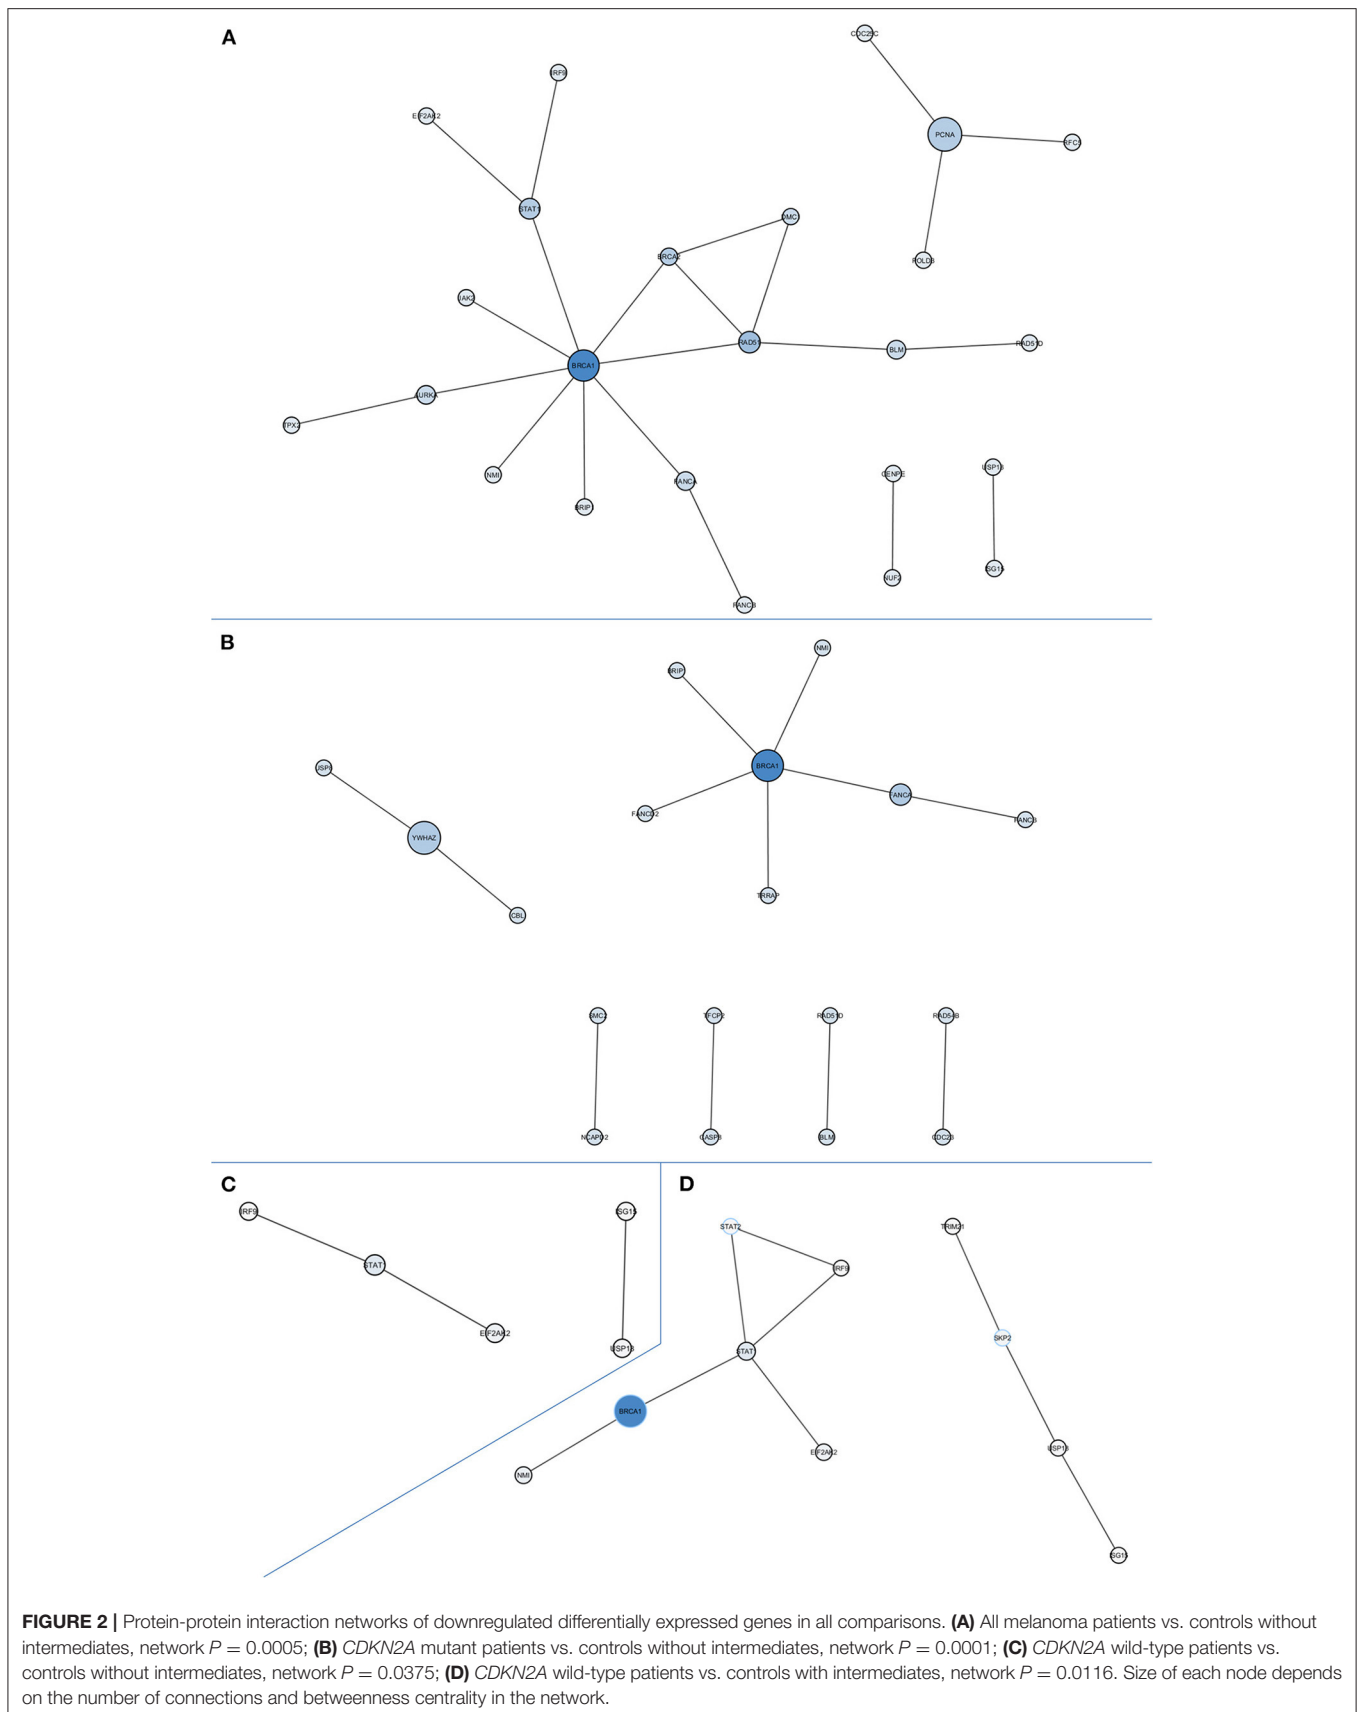 A
CDC25C
IRF9
EIF2AK2
PCNA
RFC5
STAT1
DMC1
BRCA2
POLD3
JAK2
RAD51
BLM
RAD51D
BRCA1
AURKA
TPX2
NMI
FANCA
CENPE
USP18
BRIP1
ISG15
NUF2
FANCB
B
NMI
BRIP1
BRCA1
YWHAZ
FANCA
FANCD2
FANCB
TRRAP
CBL
SMC2
TFCP2
RAD51D
RAD54B
NCAPD2
BLM
CDC23
C
D
IRF9
ISG15
STAT1
EIF2AK2
USP18
STAT2
TRIM21
IRF9
SKP2
STAT1
BRCA1
USP18
EIF2AK2
NMI
ISG15
FIGURE 2 | Protein-protein interaction networks of downregulated differentially expressed genes in all comparisons. (A) All melanoma patients vs. controls without
intermediates, network P = 0.0005; (B) CDKN2A mutant patients vs. controls without intermediates, network P = 0.0001; (C) CDKN2A wild-type patients vs.
controls without intermediates, network P = 0.0375; (D) CDKN2A wild-type patients vs. controls with intermediates, network P = 0.0116. Size of each node depends
on the number of connections and betweenness centrality in the network.